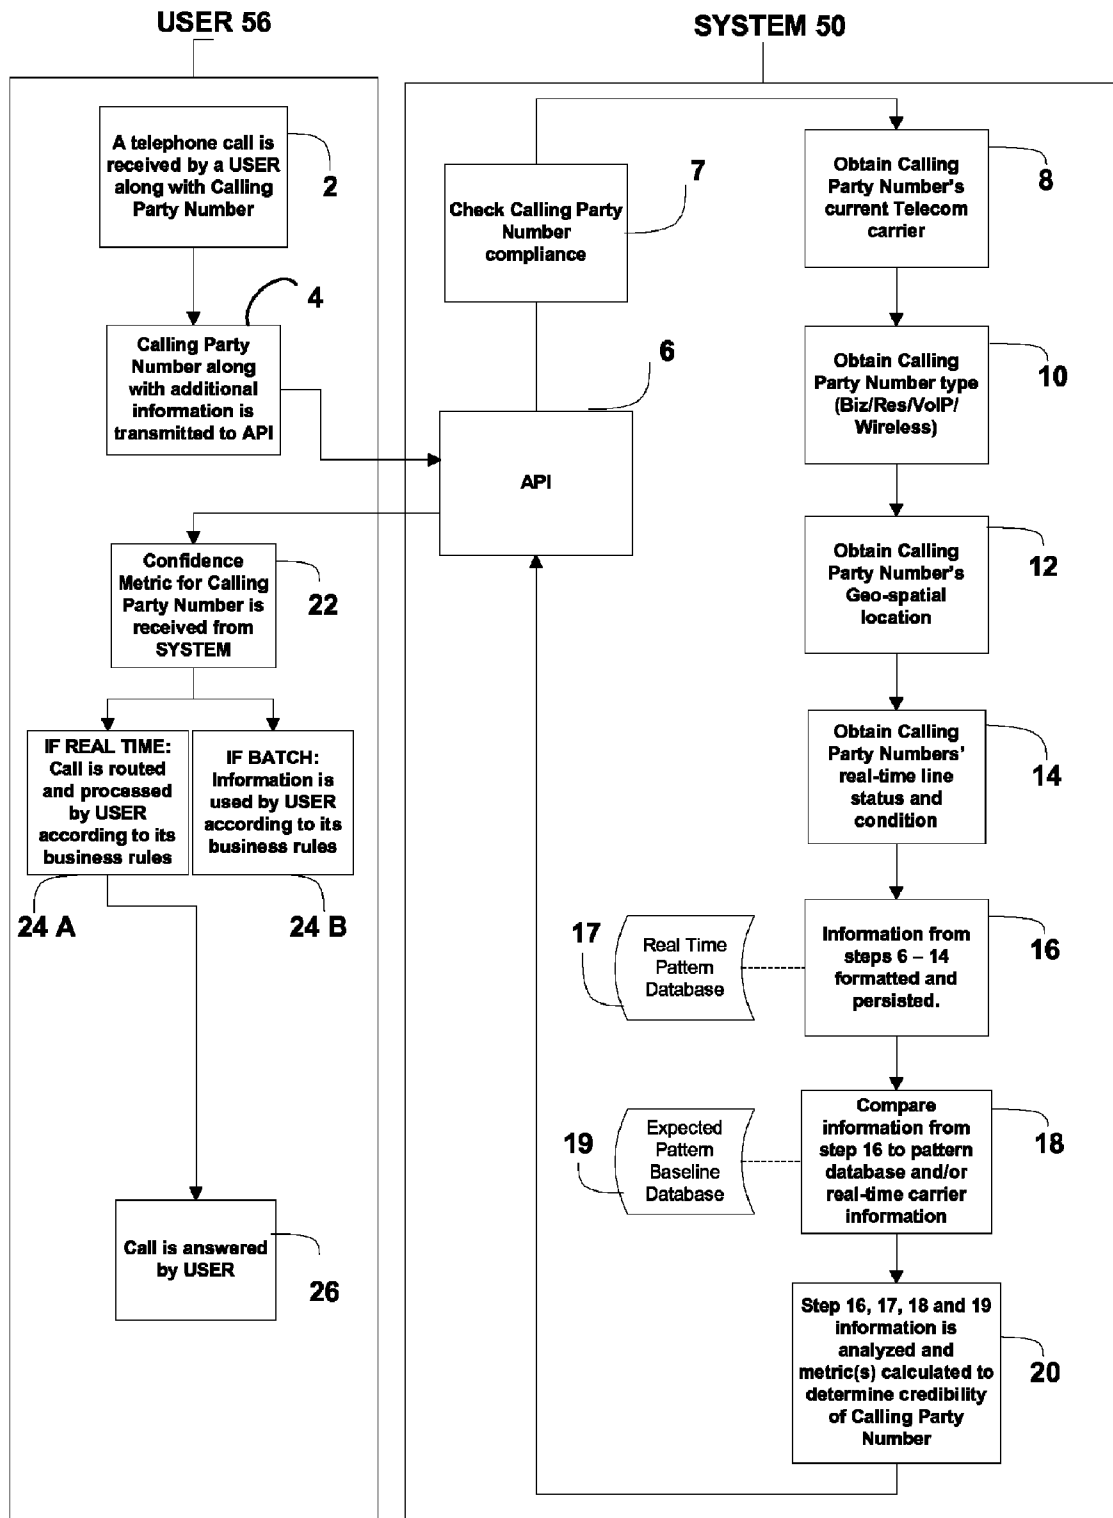 USER 56
SYSTEM 50
A telephone call is
received by a USER
along with Calling
Party Number
2
Calling Party
Number along
with additional
information is
transmitted to API
4
Confidence
Metric for Calling
Party Number is
received from
SYSTEM
22
IF REAL TIME:
Call is routed
and processed
by USER
according to its
business rules
24 A
IF BATCH:
Information is
used by USER
according to its
business rules
24 B
Call is answered
by USER
26
Check Calling Party
Number
compliance
7
API
6
Obtain Calling
Party Number's
current Telecom
carrier
8
Obtain Calling
Party Number type
(Biz/Res/VoIP/
Wireless)
10
Obtain Calling
Party Number's
Geo-spatial
location
12
Obtain Calling
Party Numbers'
real-time line
status and
condition
14
Information from
steps 6 – 14
formatted and
persisted.
16
17
Real Time
Pattern
Database
Compare
information from
step 16 to pattern
database and/or
real-time carrier
information
18
19
Expected
Pattern
Baseline
Database
Step 16, 17, 18 and 19
information is
analyzed and
metric(s) calculated to
determine credibility
of Calling Party
Number
20